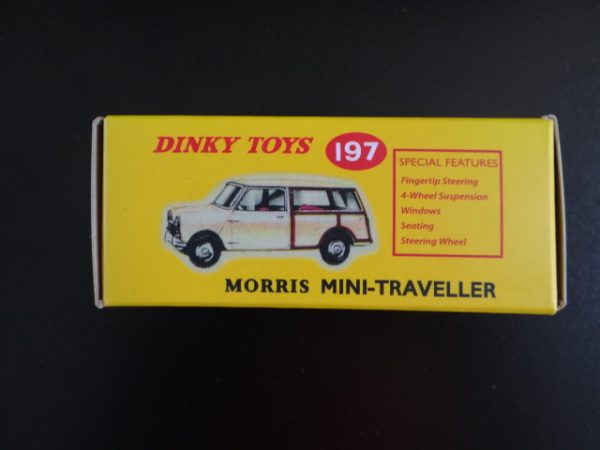 DINKY TOYS 197
SPECIAL FEATURES
Fingertip Steering
4-Wheel Suspension
Windows
Seating
Steering Wheel
MORRIS MINI-TRAVELLER